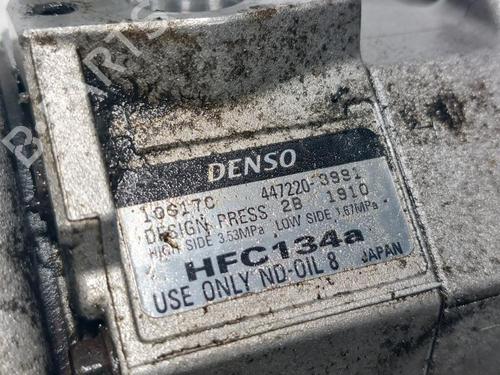 DENSO
10S17C 447220-3991
DESIGN PRESS 2B 1910
HIGH SIDE 3.53MPa LOW SIDE 1.67MPa
HFC134a
USE ONLY ND-OIL 8 JAPAN